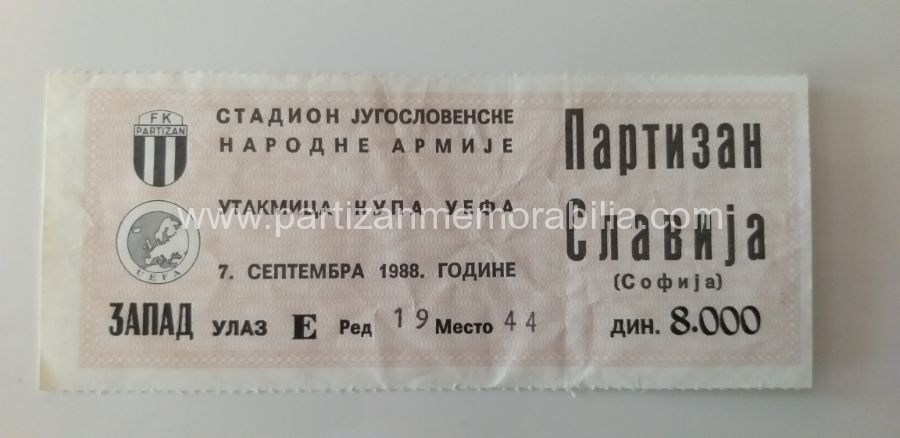 FK
PARTIZAN
СТАДИОН ЈУГОСЛОВЕНСКЕ
НАРОДНЕ АРМИЈЕ
УТАКМИЦА КУПА УЕФА
7. СЕПТЕМБРА 1988. ГОДИНЕ
UEFA
Партизан
Славија
(Софија)
ЗАПАД УЛАЗ E Ред 19 Место 44
дин. 8.000
www.partizanmemorabilia.com